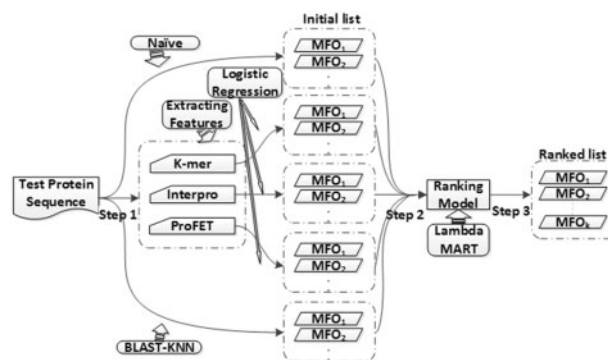 Initial list
Naïve
MFO₁
MFO₂
Logistic
Regression
Extracting
Features
MFO₁
MFO₂
K-mer
Interpro
ProFET
Test Protein
Sequence
Step 1
MFO₁
MFO₂
MFO₁
MFO₂
MFO₁
MFO₂
BLAST-KNN
Step 2
Ranking
Model
Lambda
MART
Step 3
Ranked list
MFO₁
MFO₂
MFOₖ